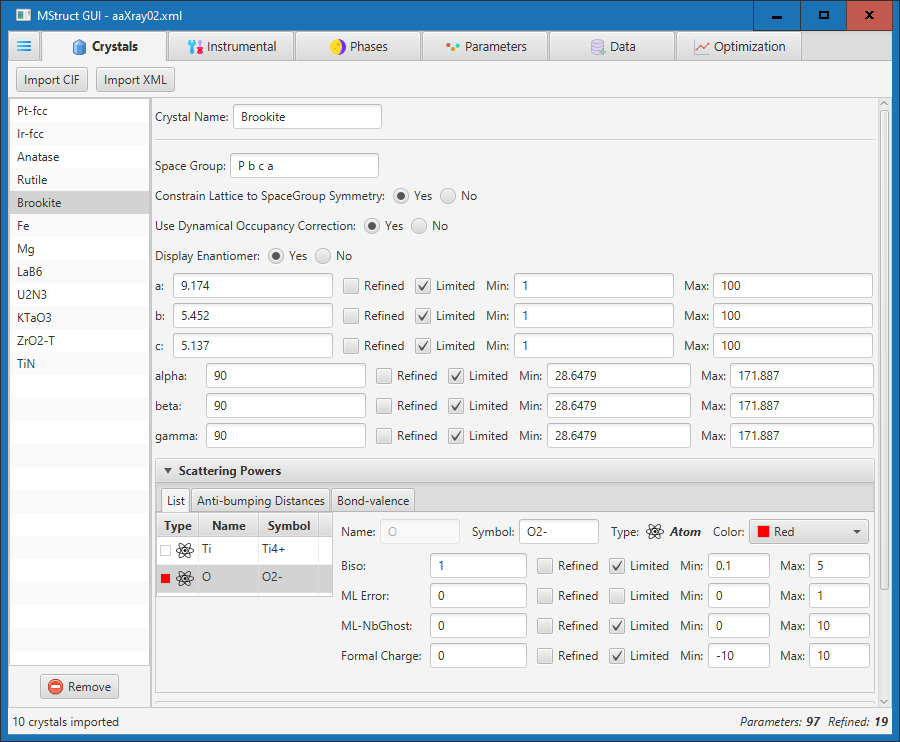 MStruct GUI - aaXray02.xml
Crystals Instrumental Phases Parameters Data Optimization
Import CIF Import XML
Pt-fcc
Ir-fcc
Anatase
Rutile
Brookite
Fe
Mg
LaB6
U2N3
KTaO3
ZrO2-T
TiN
Remove
Crystal Name: Brookite
Space Group: P b c a
Constrain Lattice to SpaceGroup Symmetry: Yes No
Use Dynamical Occupancy Correction: Yes No
Display Enantiomer: Yes No
a: 9.174 Refined Limited Min: 1 Max: 100
b: 5.452 Refined Limited Min: 1 Max: 100
c: 5.137 Refined Limited Min: 1 Max: 100
alpha: 90 Refined Limited Min: 28.6479 Max: 171.887
beta: 90 Refined Limited Min: 28.6479 Max: 171.887
gamma: 90 Refined Limited Min: 28.6479 Max: 171.887
Scattering Powers
List Anti-bumping Distances Bond-valence
Type Name Symbol
Ti Ti4+
O O2-
Name: O Symbol: O2- Type: Atom Color: Red
Biso: 1 Refined Limited Min: 0.1 Max: 5
ML Error: 0 Refined Limited Min: 0 Max: 1
ML-NbGhost: 0 Refined Limited Min: 0 Max: 10
Formal Charge: 0 Refined Limited Min: -10 Max: 10
10 crystals imported
Parameters: 97 Refined: 19